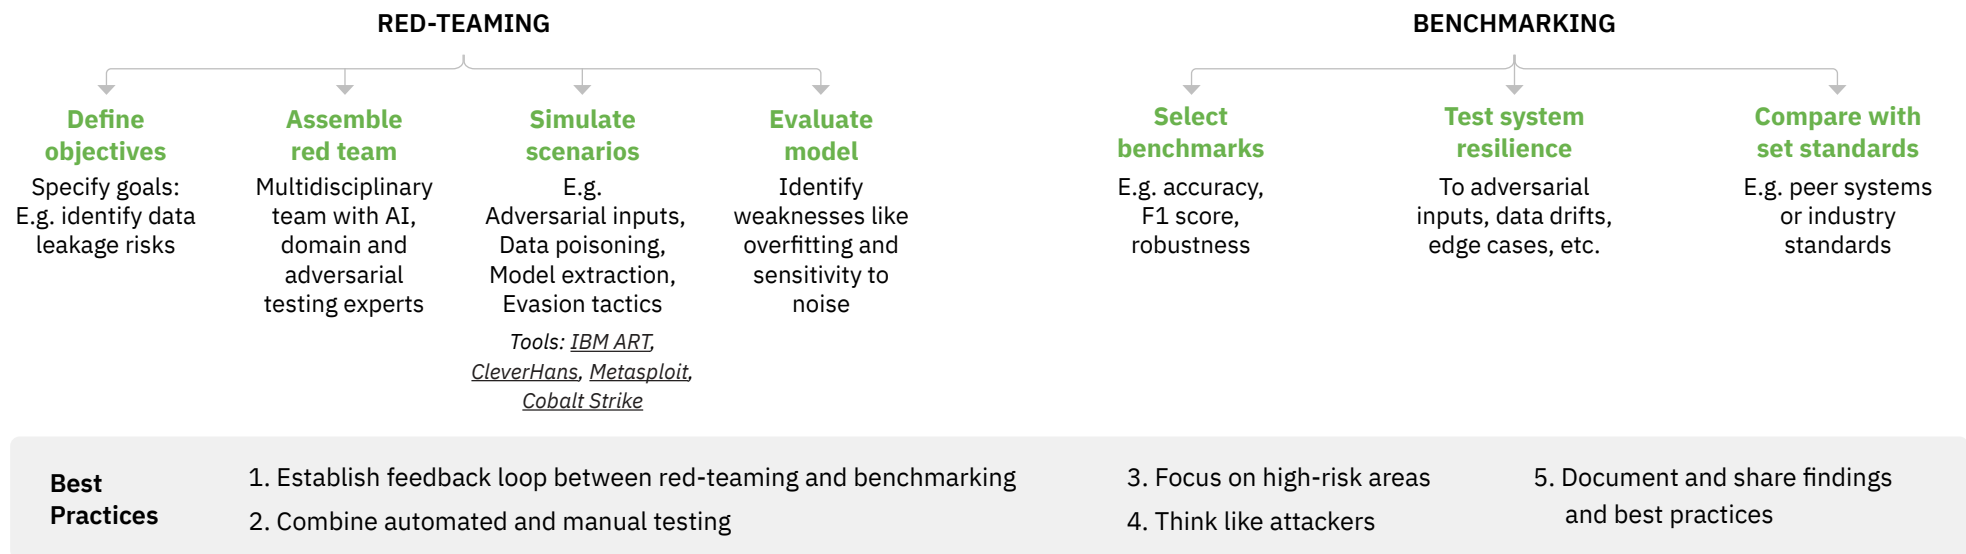 RED-TEAMING
Define
objectives
Specify goals:
E.g. identify data
leakage risks
Assemble
red team
Multidisciplinary
team with AI,
domain and
adversarial
testing experts
Simulate
scenarios
E.g.
Adversarial inputs,
Data poisoning,
Model extraction,
Evasion tactics
Tools: IBM ART,
CleverHans, Metasploit,
Cobalt Strike
Evaluate
model
Identify
weaknesses like
overfitting and
sensitivity to
noise
BENCHMARKING
Select
benchmarks
E.g. accuracy,
F1 score,
robustness
Test system
resilience
To adversarial
inputs, data drifts,
edge cases, etc.
Compare with
set standards
E.g. peer systems
or industry
standards
Best
Practices
1. Establish feedback loop between red-teaming and benchmarking
2. Combine automated and manual testing
3. Focus on high-risk areas
4. Think like attackers
5. Document and share findings
and best practices